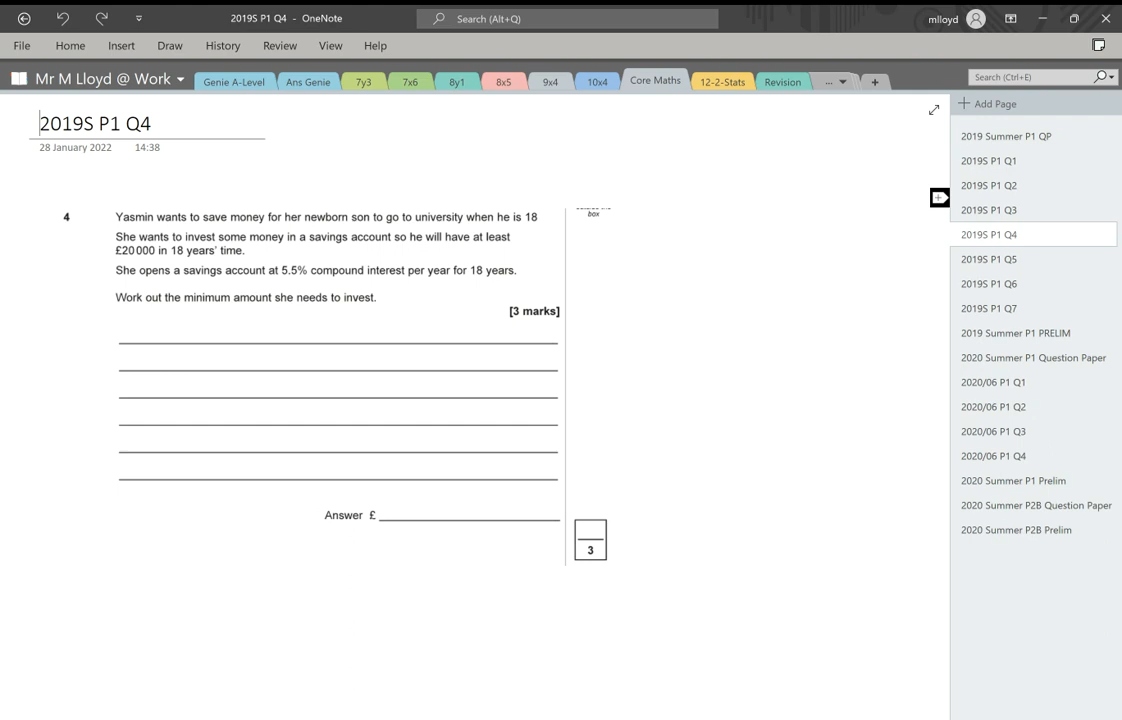 2019S P1 Q4 - OneNote
Search (Alt+Q)
mlloyd
File Home Insert Draw History Review View Help
Mr M Lloyd @ Work
Genie A-Level Ans Genie 7y3 7x6 8y1 8x5 9x4 10x4 Core Maths 12-2-Stats Revision ... +
Search (Ctrl+E)
2019S P1 Q4
28 January 2022 14:38
box
4 Yasmin wants to save money for her newborn son to go to university when he is 18
She wants to invest some money in a savings account so he will have at least
£20 000 in 18 years' time.
She opens a savings account at 5.5% compound interest per year for 18 years.
Work out the minimum amount she needs to invest.
[3 marks]
Answer £
3
Add Page
2019 Summer P1 QP
2019S P1 Q1
2019S P1 Q2
2019S P1 Q3
2019S P1 Q4
2019S P1 Q5
2019S P1 Q6
2019S P1 Q7
2019 Summer P1 PRELIM
2020 Summer P1 Question Paper
2020/06 P1 Q1
2020/06 P1 Q2
2020/06 P1 Q3
2020/06 P1 Q4
2020 Summer P1 Prelim
2020 Summer P2B Question Paper
2020 Summer P2B Prelim